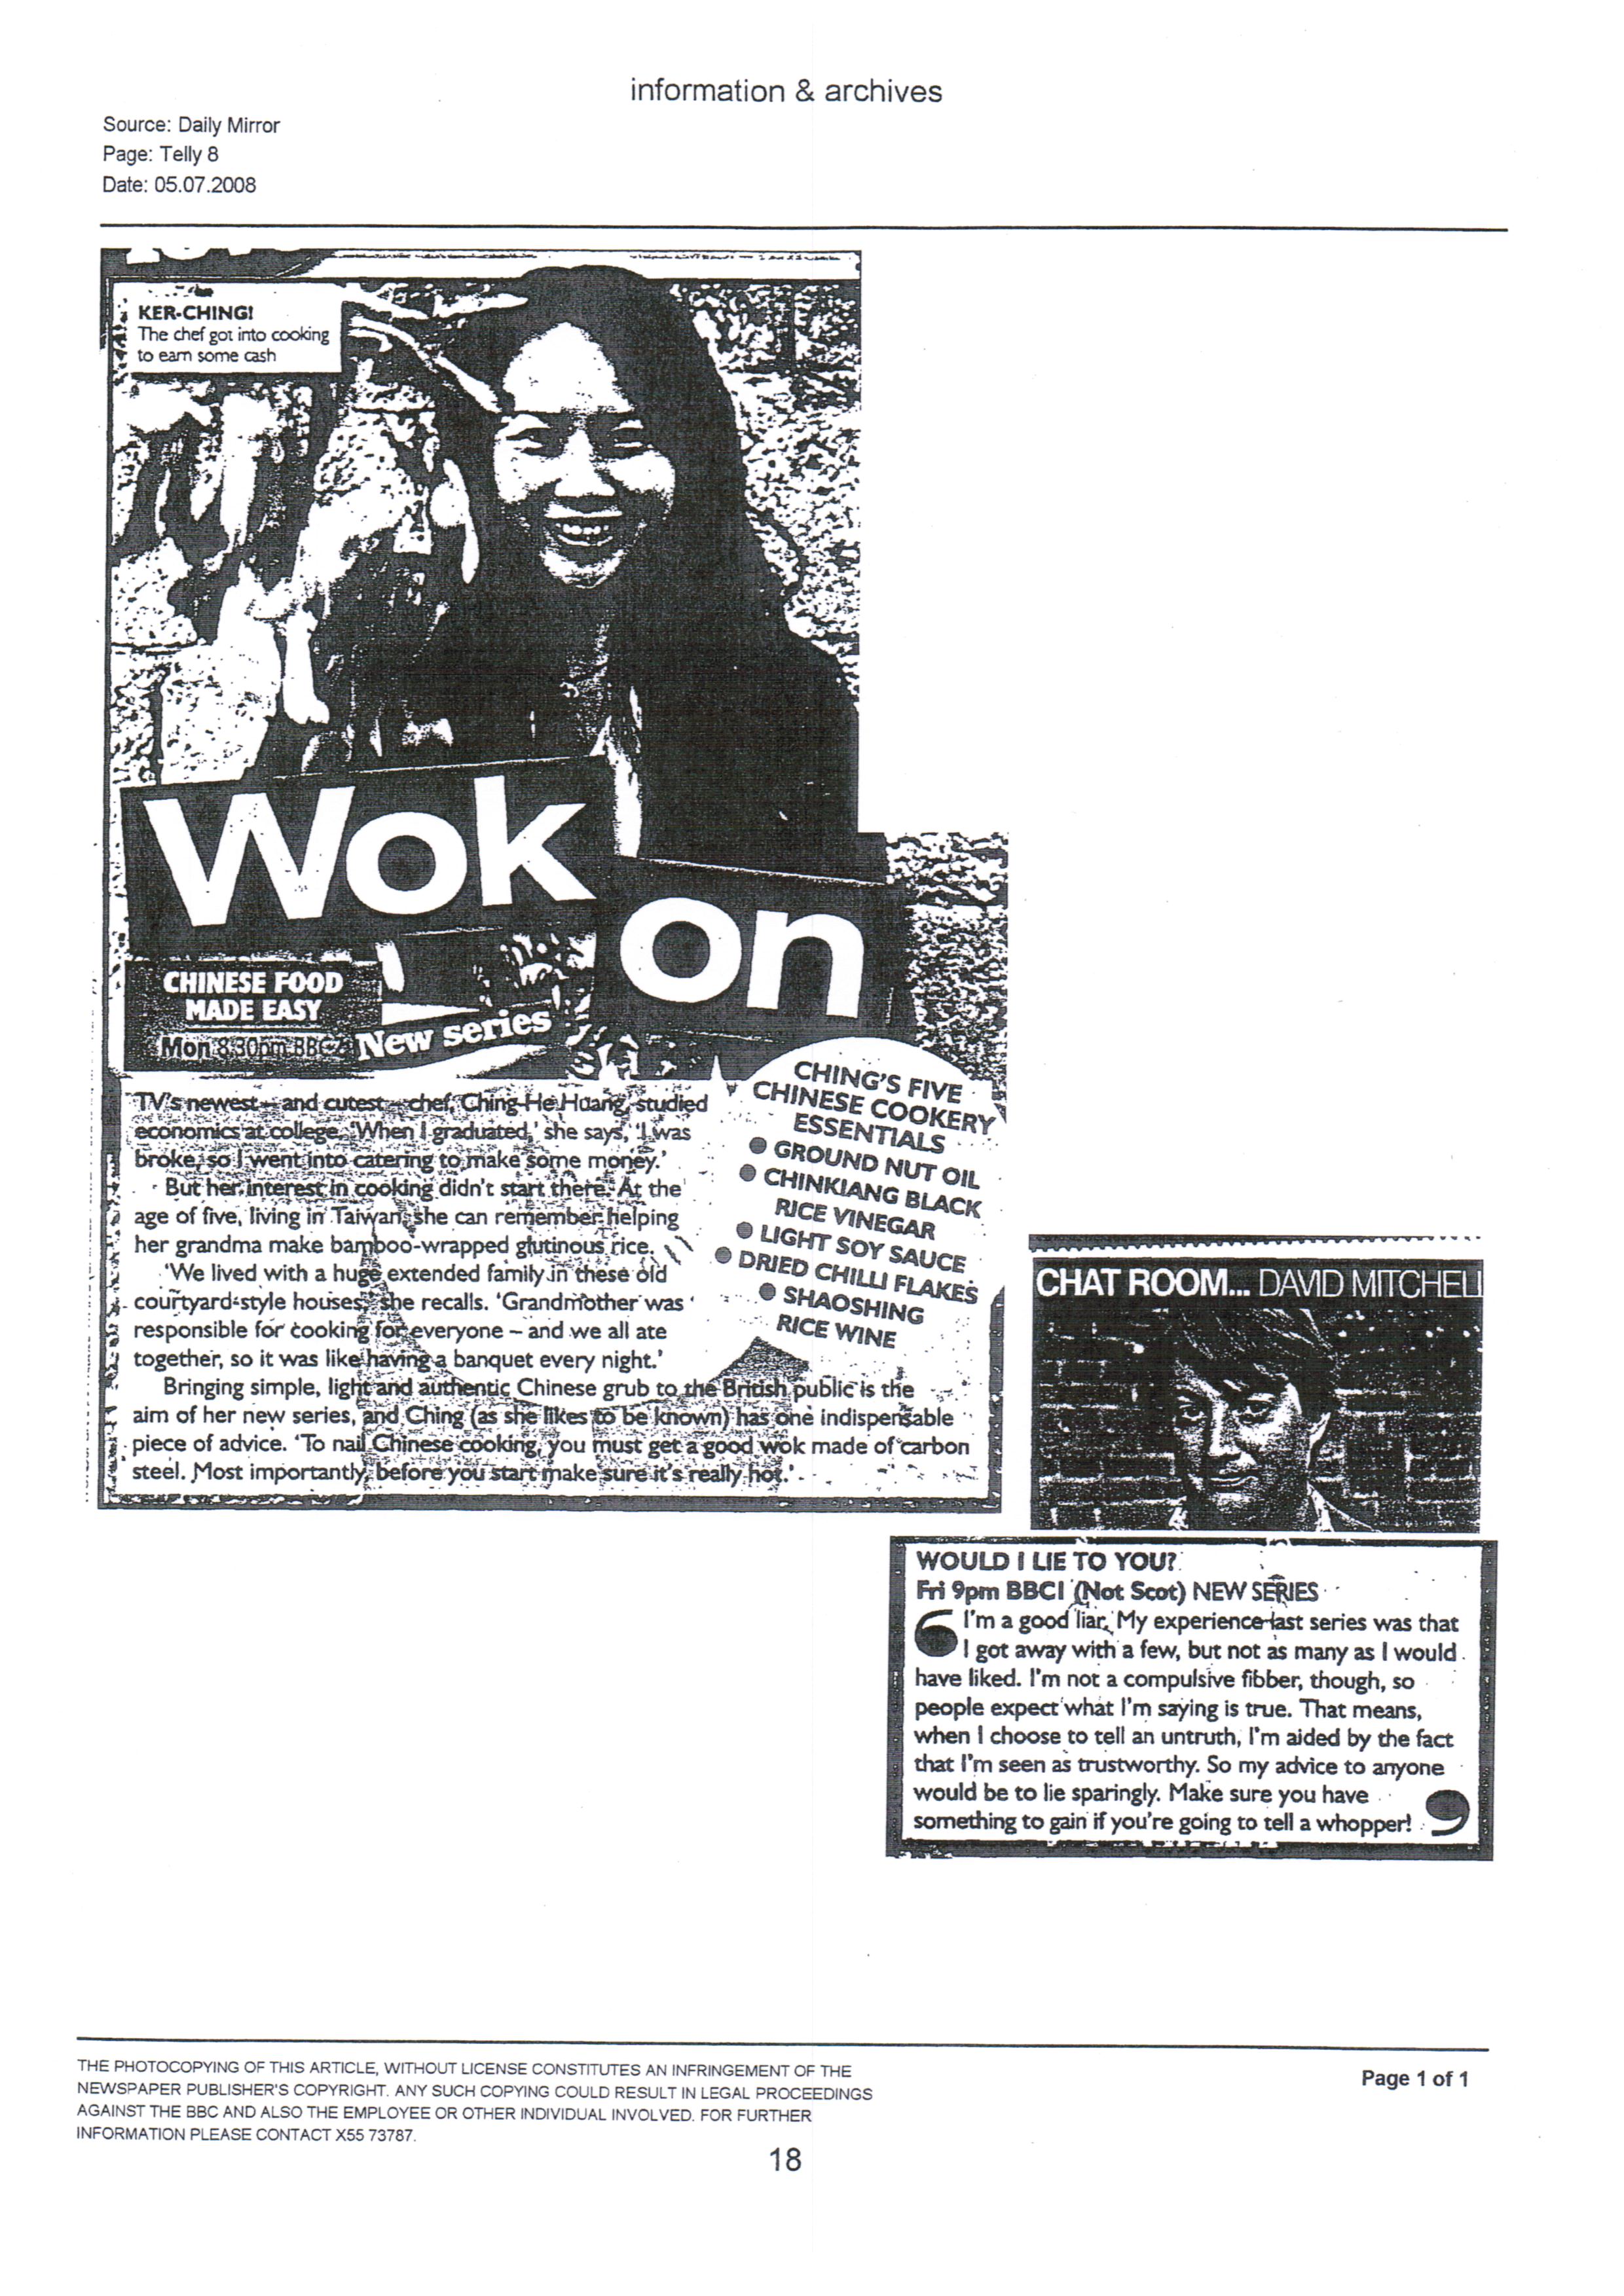 information & archives
Source: Daily Mirror
Page: Telly 8
Date: 05.07.2008
KER-CHING!
The chef got into cooking
to earn some cash
Wok
on
CHINESE FOOD
MADE EASY
Mon 8.30pm BBC2
New series
TV's newest – and cutest – chef, Ching-He Huang, studied
economics at college. 'When I graduated,' she says, 'I was
broke, so I went into catering to make some money.'
But her interest in cooking didn't start there. At the
age of five, living in Taiwan, she can remember helping
her grandma make bamboo-wrapped glutinous rice.
'We lived with a huge extended family in these old
courtyard-style houses,' she recalls. 'Grandmother was
responsible for cooking for everyone – and we all ate
together, so it was like having a banquet every night.'
Bringing simple, light and authentic Chinese grub to the British public is the
aim of her new series, and Ching (as she likes to be known) has one indispensable
piece of advice. 'To nail Chinese cooking, you must get a good wok made of carbon
steel. Most importantly, before you start make sure it's really hot.'
CHING'S FIVE
CHINESE COOKERY
ESSENTIALS
● GROUND NUT OIL
● CHINKIANG BLACK
RICE VINEGAR
● LIGHT SOY SAUCE
● DRIED CHILLI FLAKES
● SHAOSHING
RICE WINE
CHAT ROOM... DAVID MITCHELL
WOULD I LIE TO YOU?
Fri 9pm BBC1 (Not Scot) NEW SERIES
‘I'm a good liar. My experience last series was that
I got away with a few, but not as many as I would
have liked. I'm not a compulsive fibber, though, so
people expect what I'm saying is true. That means,
when I choose to tell an untruth, I'm aided by the fact
that I'm seen as trustworthy. So my advice to anyone
would be to lie sparingly. Make sure you have
something to gain if you're going to tell a whopper!’
THE PHOTOCOPYING OF THIS ARTICLE, WITHOUT LICENSE CONSTITUTES AN INFRINGEMENT OF THE
NEWSPAPER PUBLISHER'S COPYRIGHT. ANY SUCH COPYING COULD RESULT IN LEGAL PROCEEDINGS
AGAINST THE BBC AND ALSO THE EMPLOYEE OR OTHER INDIVIDUAL INVOLVED. FOR FURTHER
INFORMATION PLEASE CONTACT X55 73787.
Page 1 of 1
18